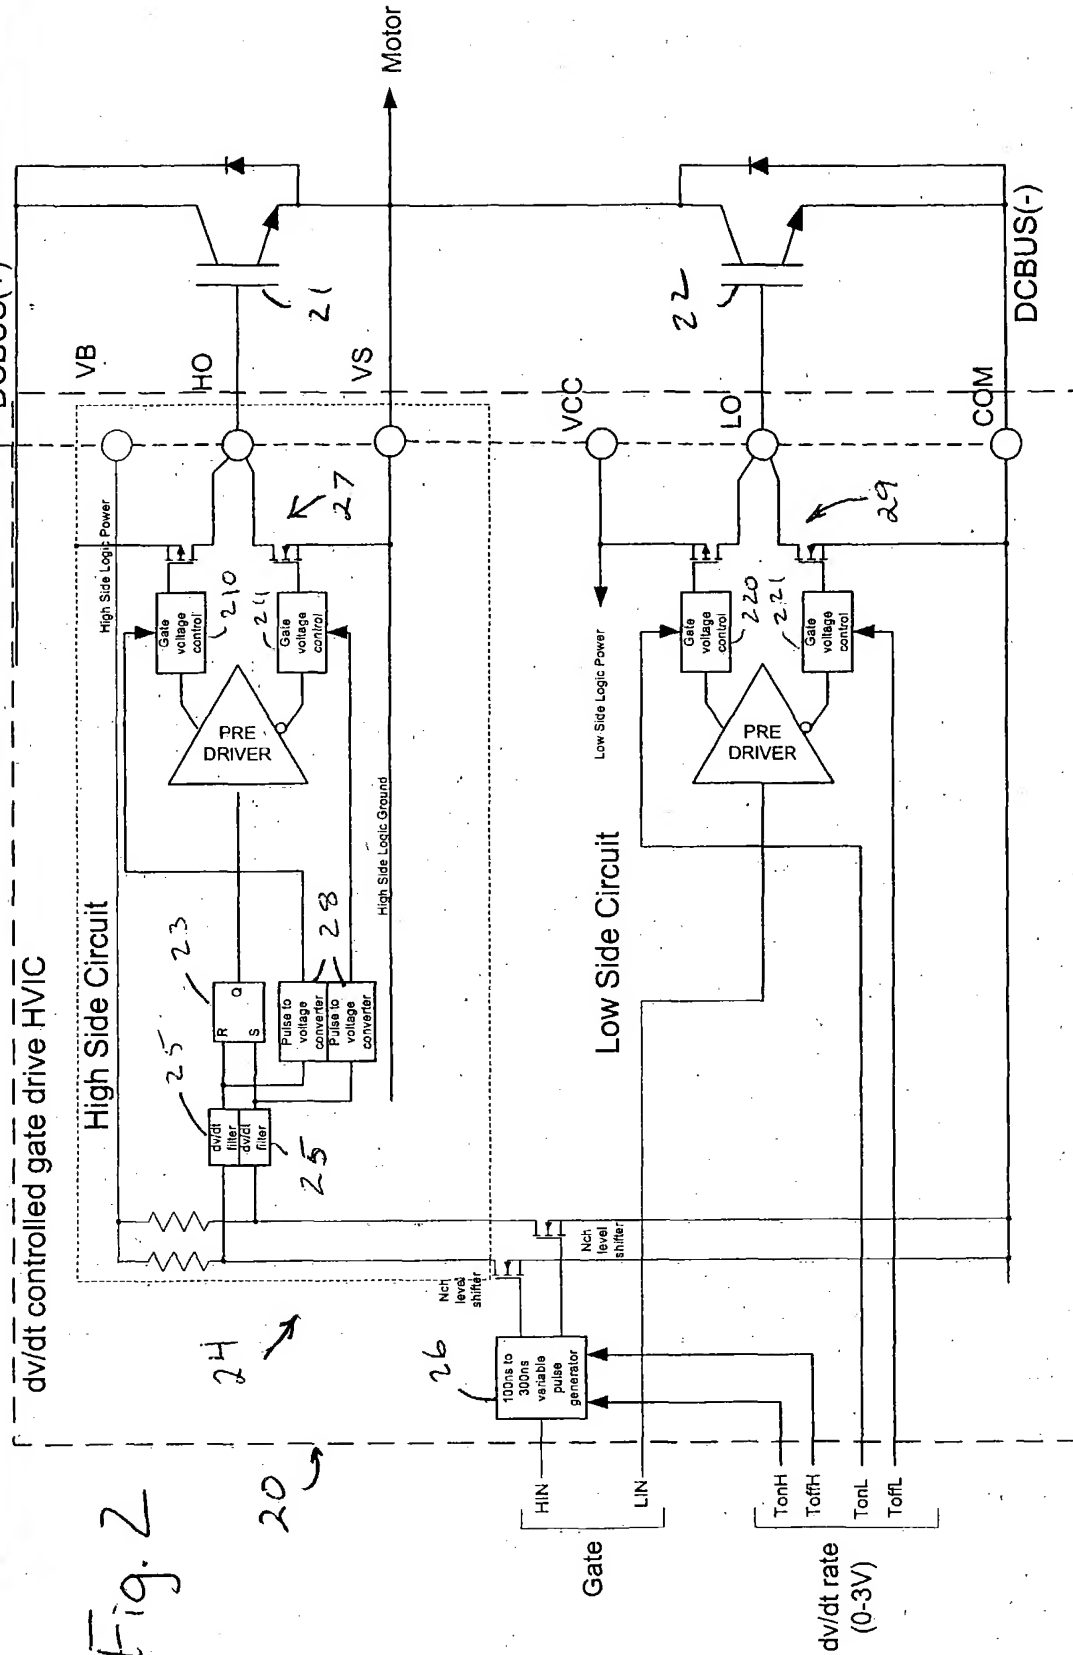 Fig. 2
20
dv/dt controlled gate drive HVIC
24
High Side Circuit
25
23
dv/dt
filter
dv/dt
filter
25
R
S
Q
Pulse to
voltage
converter
Pulse to
voltage
converter
28
PRE
DRIVER
High Side Logic Power
High Side Logic Ground
Gate
voltage
control
210
Gate
voltage
control
27
VB
HO
VS
21
Motor
Gate
HIN
LIN
26
100ns to
300ns
variable
pulse
generator
Nch
level
shifter
Nch
level
shifter
Low Side Circuit
PRE
DRIVER
Low Side Logic Power
Gate
voltage
control
220
Gate
voltage
control
221
29
VCC
LO
COM
22
DCBUS(-)
dv/dt rate
(0-3V)
TonH
ToffH
TonL
ToffL